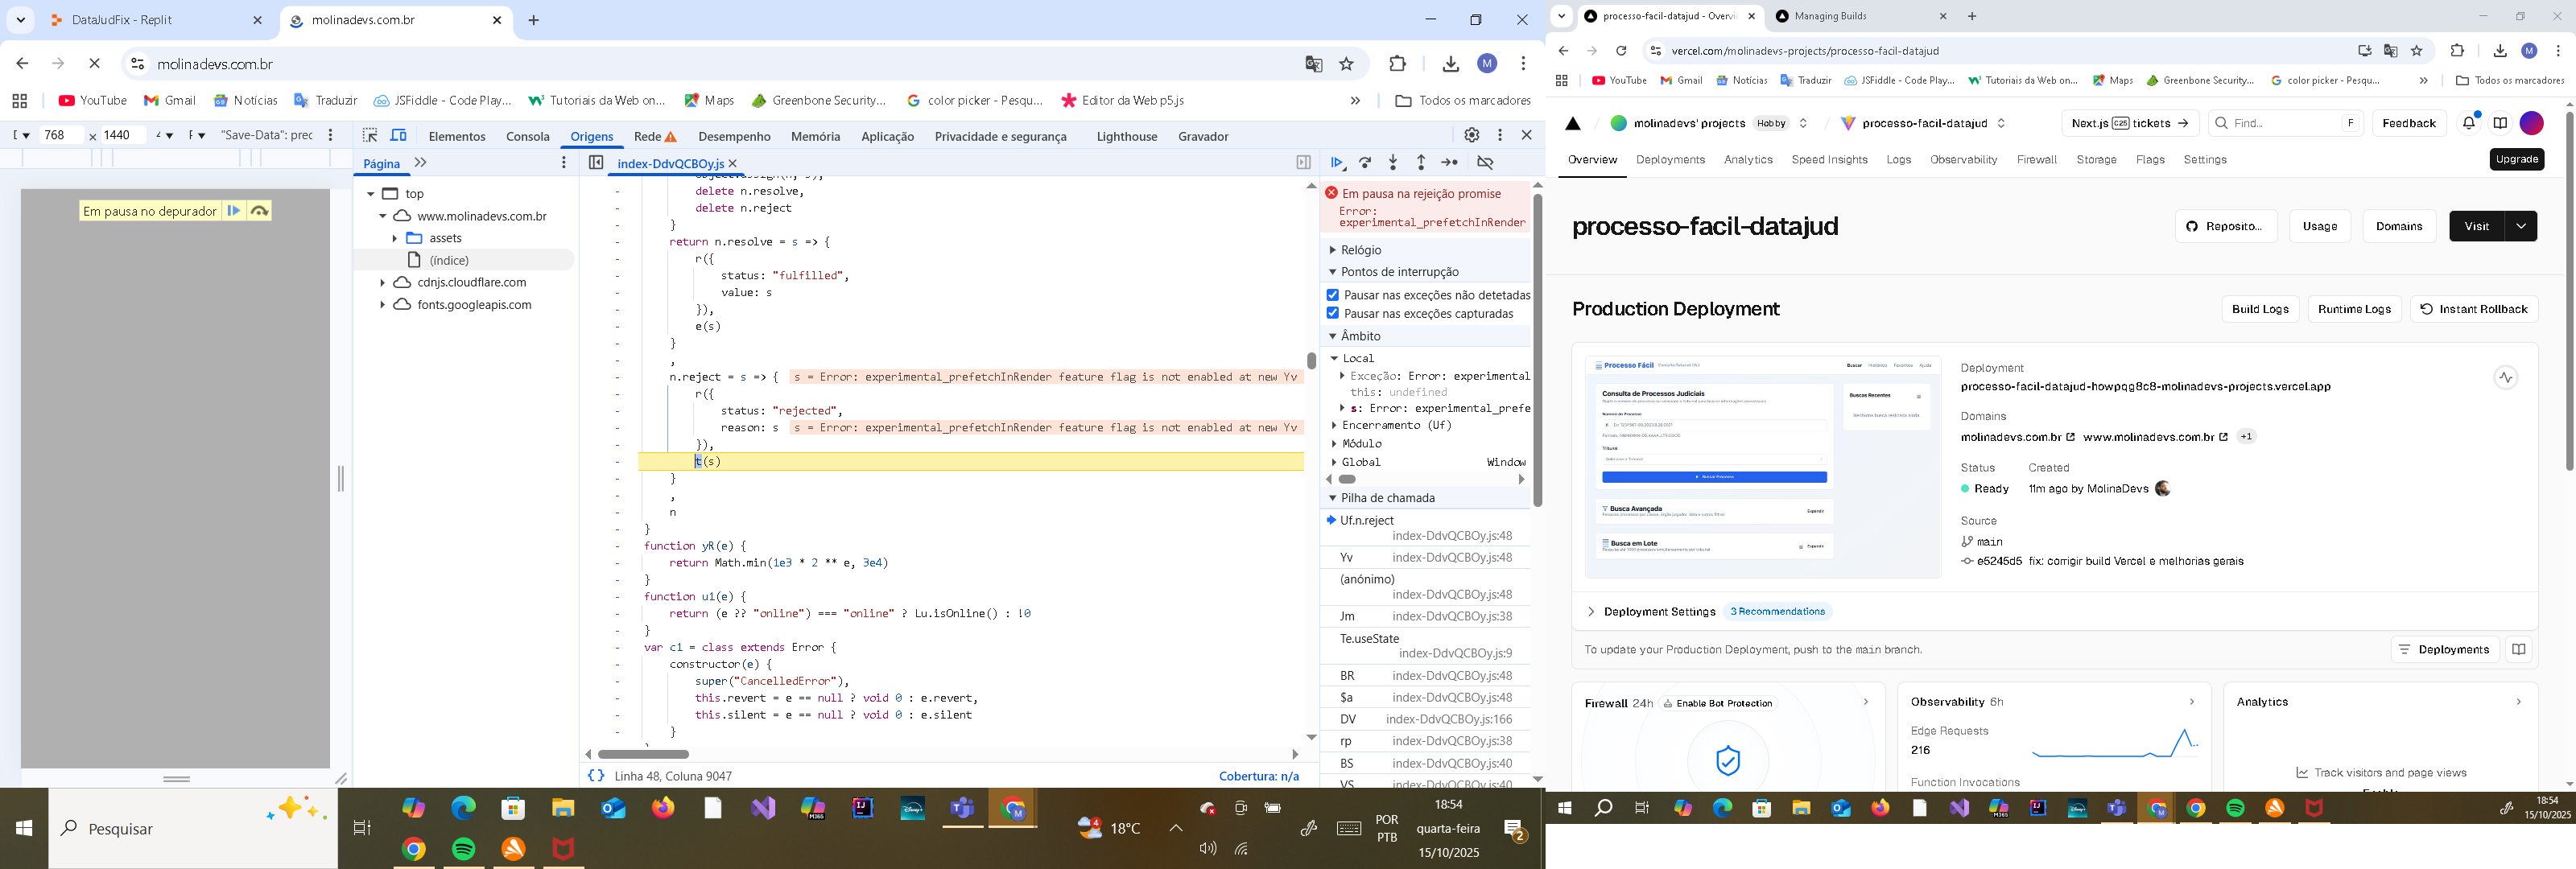 DataJudFix - Replit
molinadevs.com.br
molinadevs.com.br
YouTube
Gmail
Notícias
Traduzir
JSFiddle - Code Play...
Tutoriais da Web on...
Maps
Greenbone Security...
color picker - Pesqu...
Editor da Web p5.js
Todos os marcadores
768 × 1440
"Save-Data": prec
Elementos
Consola
Origens
Rede
Desempenho
Memória
Aplicação
Privacidade e segurança
Lighthouse
Gravador
Em pausa no depurador
Página
top
www.molinadevs.com.br
assets
(índice)
cdnjs.cloudflare.com
fonts.googleapis.com
index-DdvQCBOy.js
delete n.resolve,
delete n.reject
}
return n.resolve = s => {
r({
status: "fulfilled",
value: s
}),
e(s)
}
,
n.reject = s => { s = Error: experimental_prefetchInRender feature flag is not enabled at new Yv
r({
status: "rejected",
reason: s s = Error: experimental_prefetchInRender feature flag is not enabled at new Yv
}),
t(s)
}
,
n
}
function yR(e) {
return Math.min(1e3 * 2 ** e, 3e4)
}
function u1(e) {
return (e ?? "online") === "online" ? Lu.isOnline() : !0
}
var c1 = class extends Error {
constructor(e) {
super("CancelledError"),
this.revert = e == null ? void 0 : e.revert,
this.silent = e == null ? void 0 : e.silent
}
Linha 48, Coluna 9047
Cobertura: n/a
Em pausa na rejeição promise
Error:
experimental_prefetchInRender
Relógio
Pontos de interrupção
Pausar nas exceções não detetadas
Pausar nas exceções capturadas
Âmbito
Local
Exceção: Error: experimental
this: undefined
s: Error: experimental_prefe
Encerramento (Uf)
Módulo
Global Window
Pilha de chamada
Uf.n.reject
index-DdvQCBOy.js:48
Yv index-DdvQCBOy.js:48
(anónimo)
index-DdvQCBOy.js:48
Jm index-DdvQCBOy.js:38
Te.useState
index-DdvQCBOy.js:9
BR index-DdvQCBOy.js:48
$a index-DdvQCBOy.js:48
DV index-DdvQCBOy.js:166
rp index-DdvQCBOy.js:38
BS index-DdvQCBOy.js:40
VS index-DdvQCBOy.js:40
Pesquisar
18°C
POR
PTB
18:54
quarta-feira
15/10/2025
2
processo-facil-datajud - Overvi
Managing Builds
vercel.com/molinadevs-projects/processo-facil-datajud
YouTube
Gmail
Notícias
Traduzir
JSFiddle - Code Play...
Tutoriais da Web on...
Maps
Greenbone Security...
color picker - Pesqu...
Todos os marcadores
molinadevs' projects
Hobby
processo-facil-datajud
Next.js C25 tickets →
Find... F
Feedback
Overview
Deployments
Analytics
Speed Insights
Logs
Observability
Firewall
Storage
Flags
Settings
Upgrade
processo-facil-datajud
Reposito...
Usage
Domains
Visit
Production Deployment
Build Logs
Runtime Logs
Instant Rollback
Processo Fácil
Consulta de Processos Judiciais
Buscas Recentes
Busca Avançada
Busca em Lote
Deployment
processo-facil-datajud-howpqg8c8-molinadevs-projects.vercel.app
Domains
molinadevs.com.br www.molinadevs.com.br +1
Status Created
Ready 11m ago by MolinaDevs
Source
main
e5245d5 fix: corrigir build Vercel e melhorias gerais
Deployment Settings 3 Recommendations
To update your Production Deployment, push to the main branch.
Deployments
Firewall 24h
Enable Bot Protection
Observability 6h
Edge Requests
216
Function Invocations
Analytics
Track visitors and page views
18:54
15/10/2025